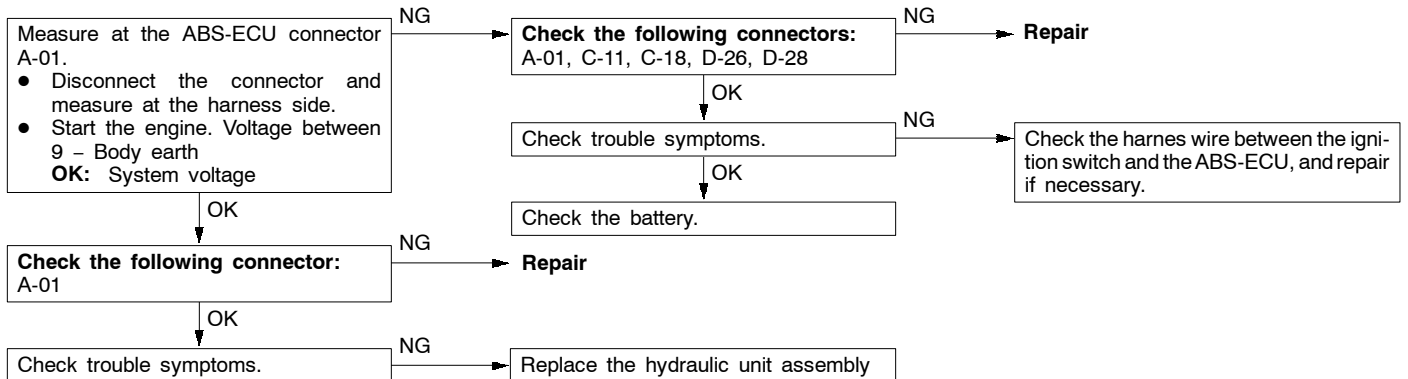 Measure at the ABS-ECU connector
A-01.
● Disconnect the connector and
measure at the harness side.
● Start the engine. Voltage between
9 – Body earth
OK: System voltage
NG
Check the following connectors:
A-01, C-11, C-18, D-26, D-28
NG
Repair
OK
Check trouble symptoms.
NG
Check the harnes wire between the igni-
tion switch and the ABS-ECU, and repair
if necessary.
OK
Check the battery.
OK
Check the following connector:
A-01
NG
Repair
OK
Check trouble symptoms.
NG
Replace the hydraulic unit assembly